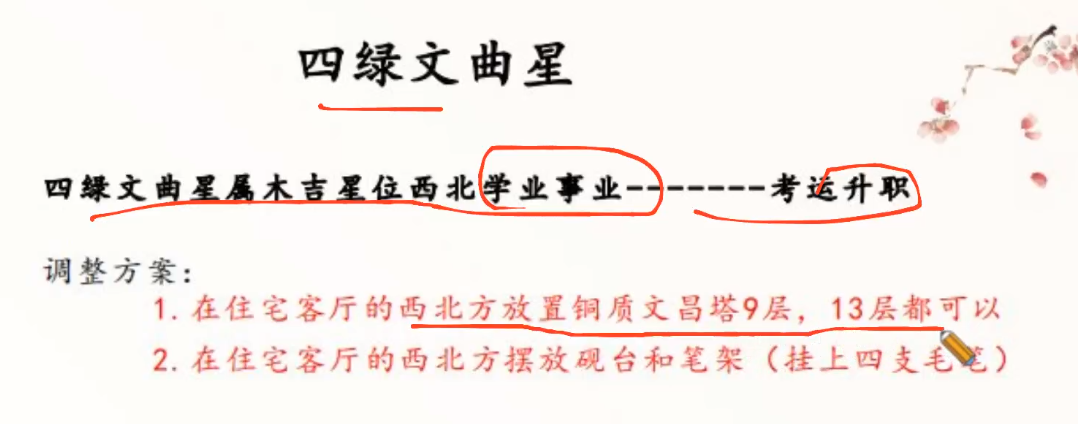 四绿文曲星
四绿文曲星属木吉星位西北学业事业-------考运升职
调整方案：
1. 在住宅客厅的西北方放置铜质文昌塔9层，13层都可以
2. 在住宅客厅的西北方摆放砚台和笔架（挂上四支毛笔）